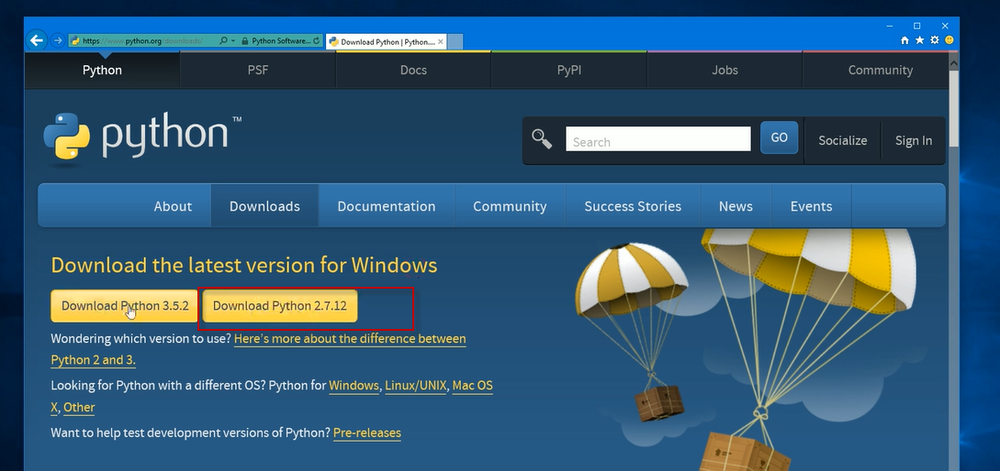 https://www.python.org/downloads/
Python Software...
Download Python | Python....
Python
PSF
Docs
PyPI
Jobs
Community
python™
Search
GO
Socialize
Sign In
About
Downloads
Documentation
Community
Success Stories
News
Events
Download the latest version for Windows
Download Python 3.5.2
Download Python 2.7.12
Wondering which version to use? Here's more about the difference between
Python 2 and 3.
Looking for Python with a different OS? Python for Windows, Linux/UNIX, Mac OS
X, Other
Want to help test development versions of Python? Pre-releases